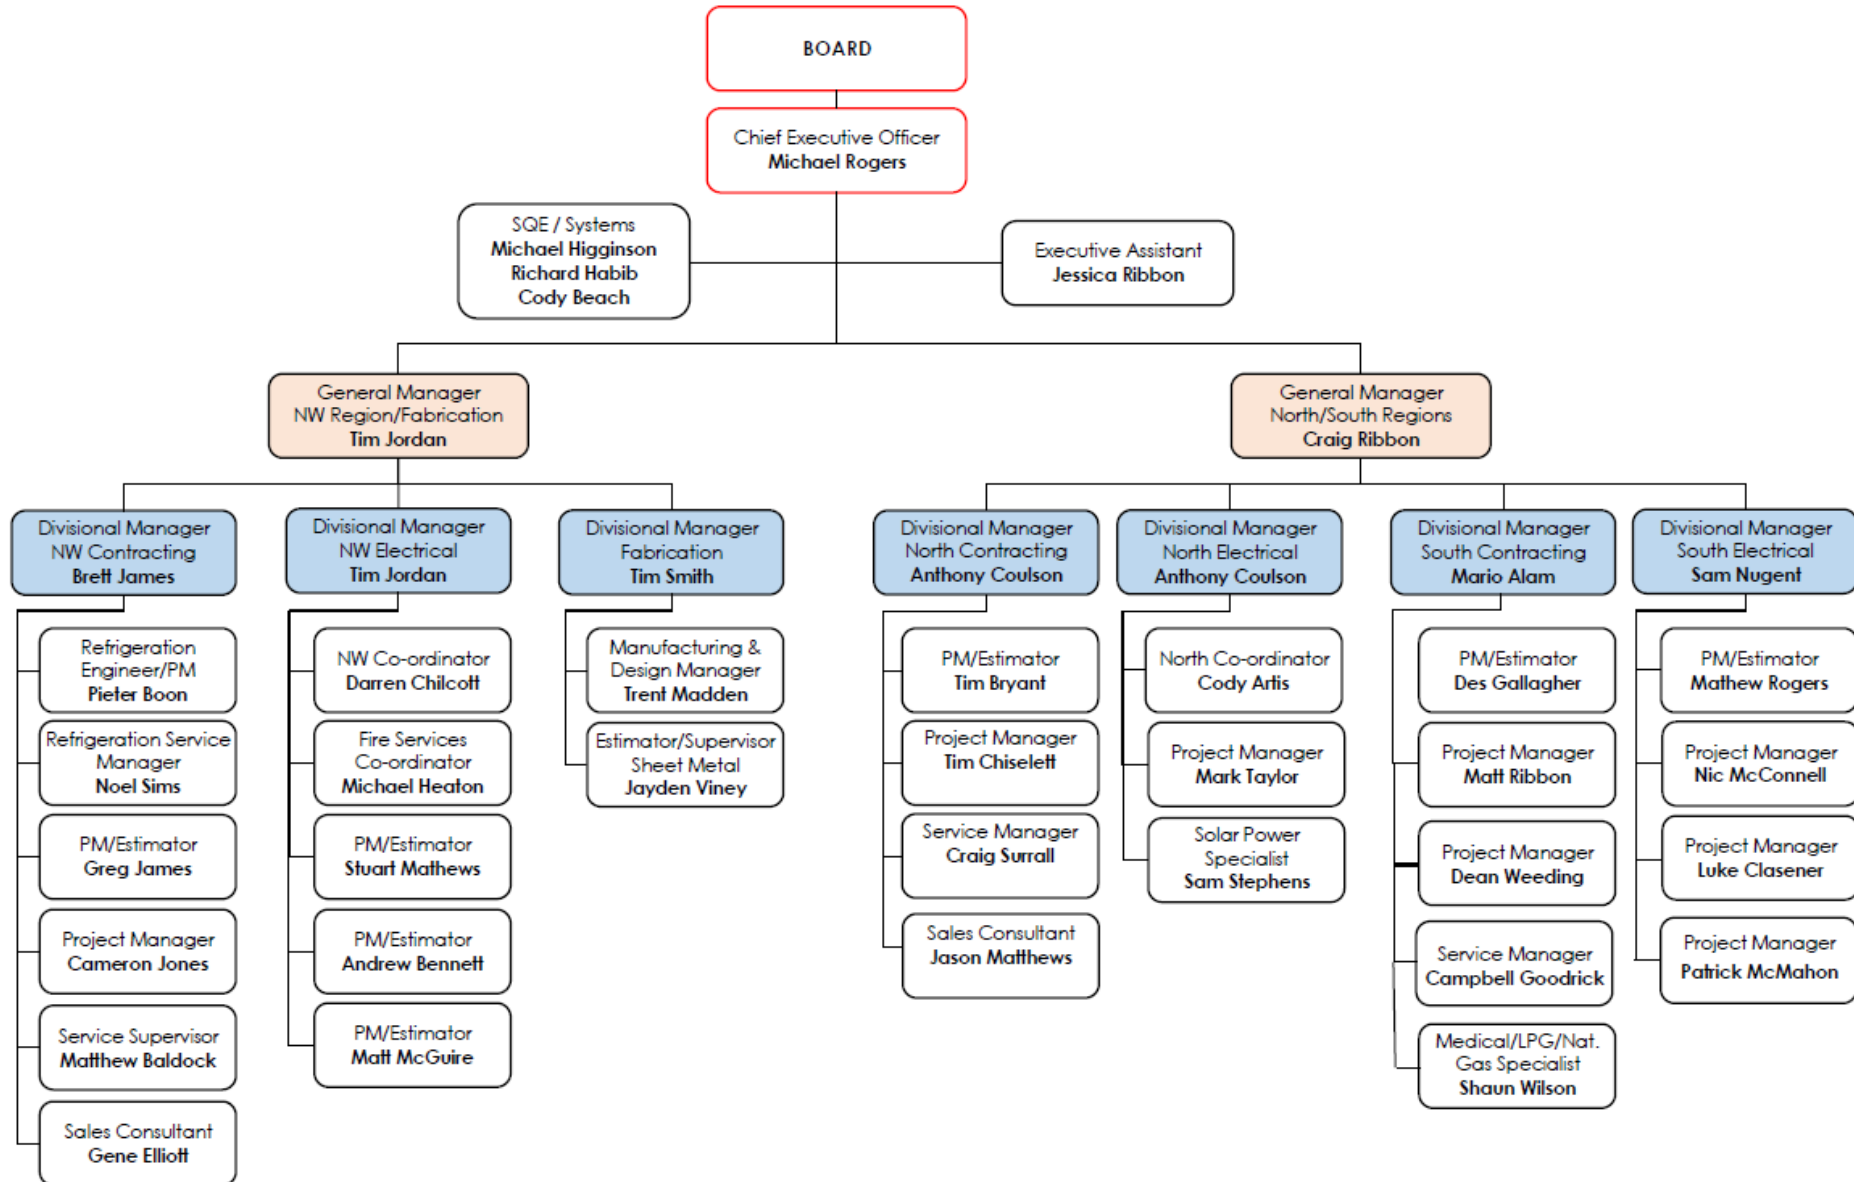 BOARD
Chief Executive Officer
Michael Rogers
SQE / Systems
Michael Higginson
Richard Habib
Cody Beach
Executive Assistant
Jessica Ribbon
General Manager
NW Region/Fabrication
Tim Jordan
General Manager
North/South Regions
Craig Ribbon
Divisional Manager
NW Contracting
Brett James
Refrigeration
Engineer/PM
Pieter Boon
Refrigeration Service
Manager
Noel Sims
PM/Estimator
Greg James
Project Manager
Cameron Jones
Service Supervisor
Matthew Baldock
Sales Consultant
Gene Elliott
Divisional Manager
NW Electrical
Tim Jordan
NW Co-ordinator
Darren Chilcott
Fire Services
Co-ordinator
Michael Heaton
PM/Estimator
Stuart Mathews
PM/Estimator
Andrew Bennett
PM/Estimator
Matt McGuire
Divisional Manager
Fabrication
Tim Smith
Manufacturing &
Design Manager
Trent Madden
Estimator/Supervisor
Sheet Metal
Jayden Viney
Divisional Manager
North Contracting
Anthony Coulson
PM/Estimator
Tim Bryant
Project Manager
Tim Chiselett
Service Manager
Craig Surrall
Sales Consultant
Jason Matthews
Divisional Manager
North Electrical
Anthony Coulson
North Co-ordinator
Cody Artis
Project Manager
Mark Taylor
Solar Power
Specialist
Sam Stephens
Divisional Manager
South Contracting
Mario Alam
PM/Estimator
Des Gallagher
Project Manager
Matt Ribbon
Project Manager
Dean Weeding
Service Manager
Campbell Goodrick
Medical/LPG/Nat.
Gas Specialist
Shaun Wilson
Divisional Manager
South Electrical
Sam Nugent
PM/Estimator
Mathew Rogers
Project Manager
Nic McConnell
Project Manager
Luke Clasener
Project Manager
Patrick McMahon